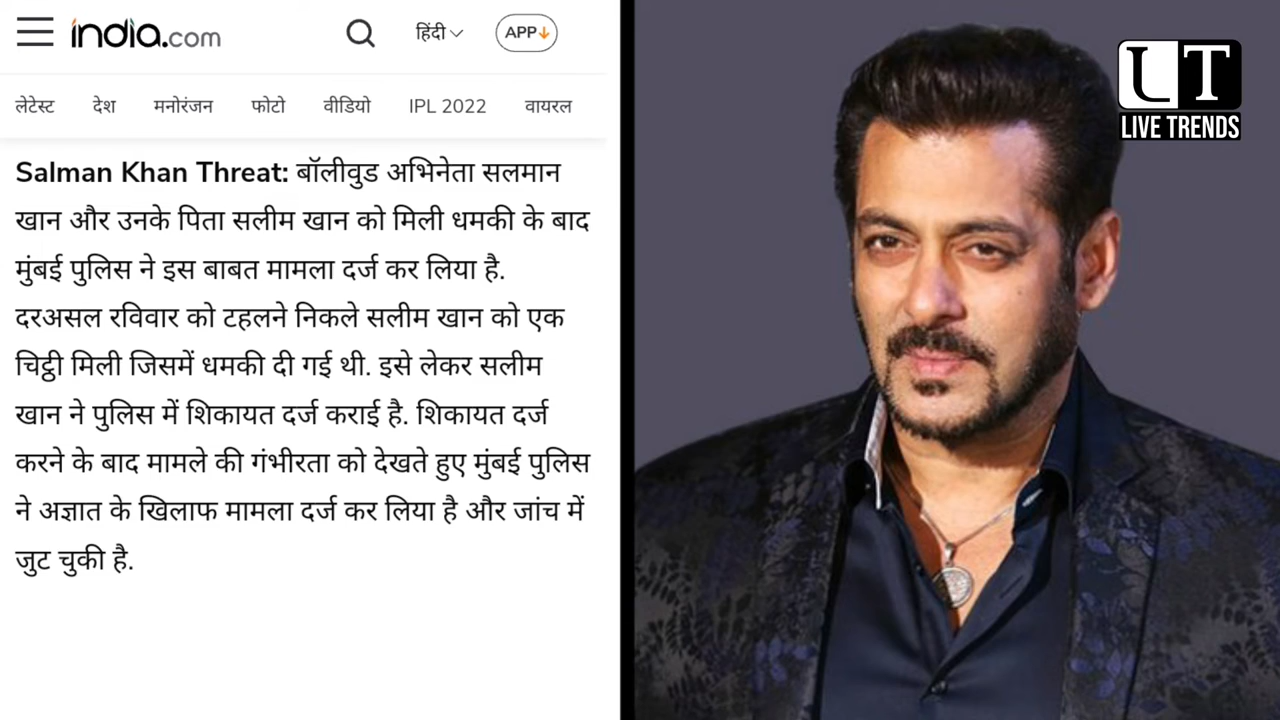 india.com
हिंदी
APP
लेटेस्ट देश मनोरंजन फोटो वीडियो IPL 2022 वायरल
Salman Khan Threat: बॉलीवुड अभिनेता सलमान
खान और उनके पिता सलीम खान को मिली धमकी के बाद
मुंबई पुलिस ने इस बाबत मामला दर्ज कर लिया है.
दरअसल रविवार को टहलने निकले सलीम खान को एक
चिट्ठी मिली जिसमें धमकी दी गई थी. इसे लेकर सलीम
खान ने पुलिस में शिकायत दर्ज कराई है. शिकायत दर्ज
करने के बाद मामले की गंभीरता को देखते हुए मुंबई पुलिस
ने अज्ञात के खिलाफ मामला दर्ज कर लिया है और जांच में
जुट चुकी है.
LT
LIVE TRENDS